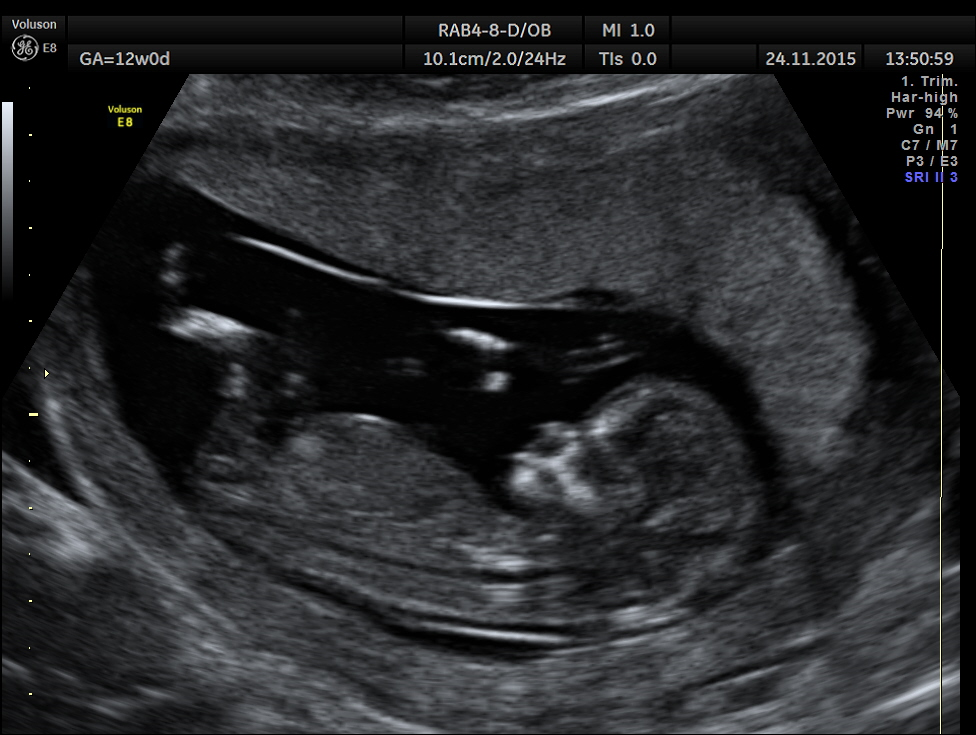 Voluson
GE E8
RAB4-8-D/OB
MI 1.0
GA=12w0d
10.1cm/2.0/24Hz
TIs 0.0
24.11.2015
13:50:59
Voluson
E8
1. Trim.
Har-high
Pwr 94 %
Gn 1
C7 / M7
P3 / E3
SRI II 3